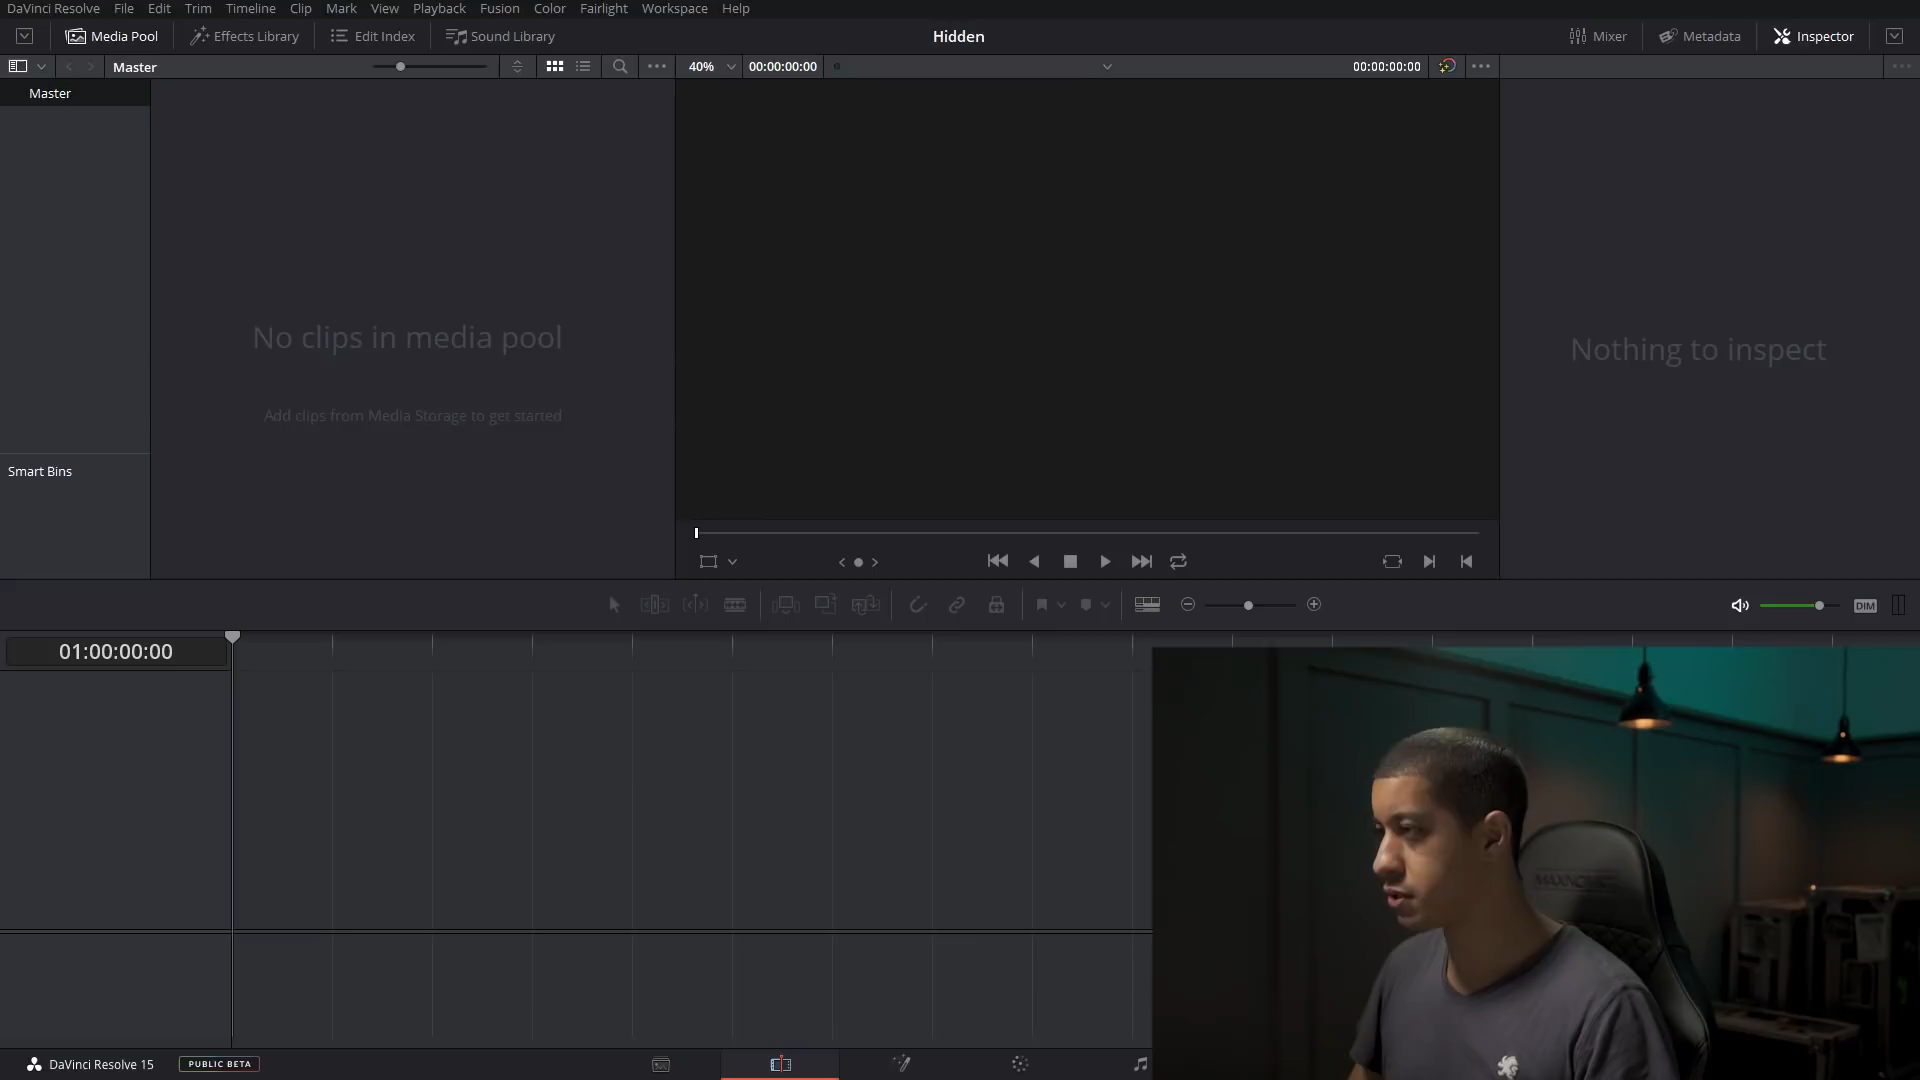 DaVinci Resolve File Edit Trim Timeline Clip Mark View Playback Fusion Color Fairlight Workspace Help
Media Pool Effects Library Edit Index Sound Library Hidden Mixer Metadata Inspector
Master 40% 00:00:00:00 00:00:00:00
Master
No clips in media pool
Add clips from Media Storage to get started
Nothing to inspect
Smart Bins
DIM
01:00:00:00
DaVinci Resolve 15 PUBLIC BETA